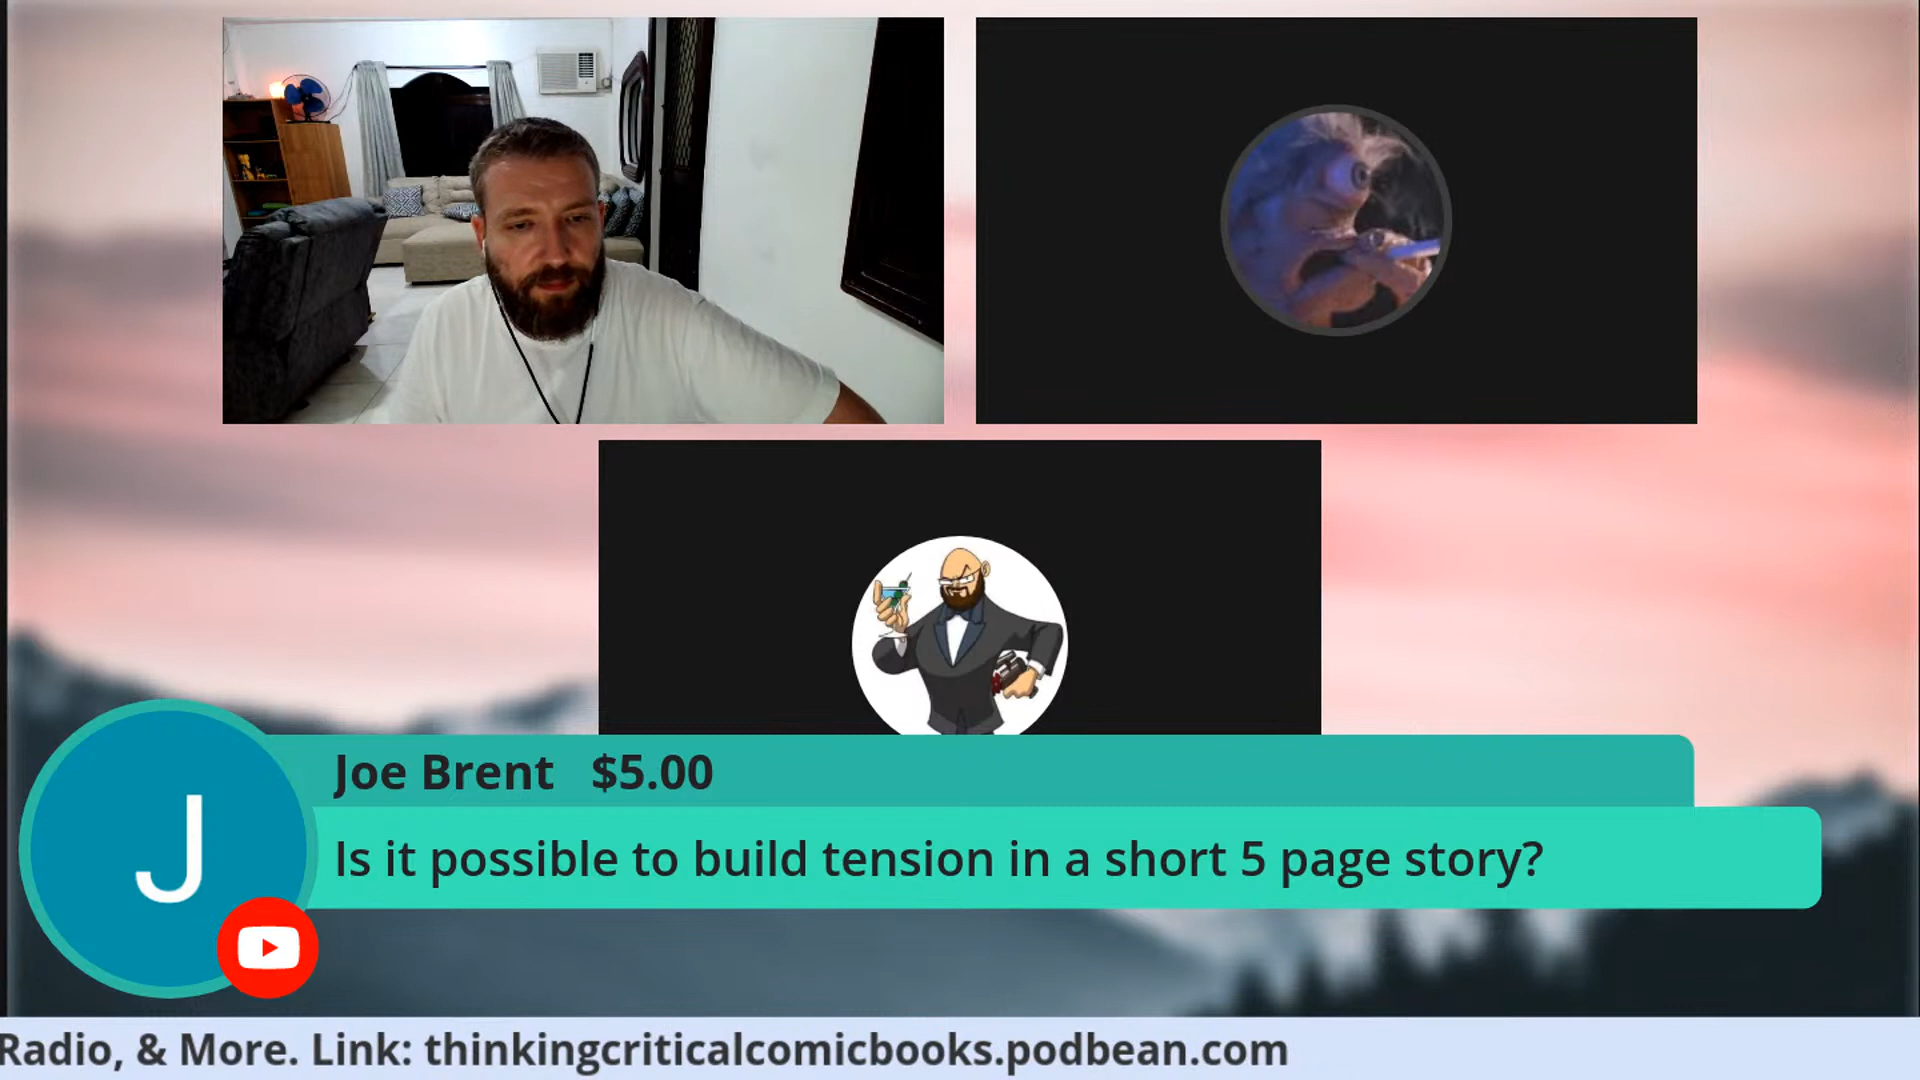 Joe Brent $5.00
J
Is it possible to build tension in a short 5 page story?
Radio, & More. Link: thinkingcriticalcomicbooks.podbean.com